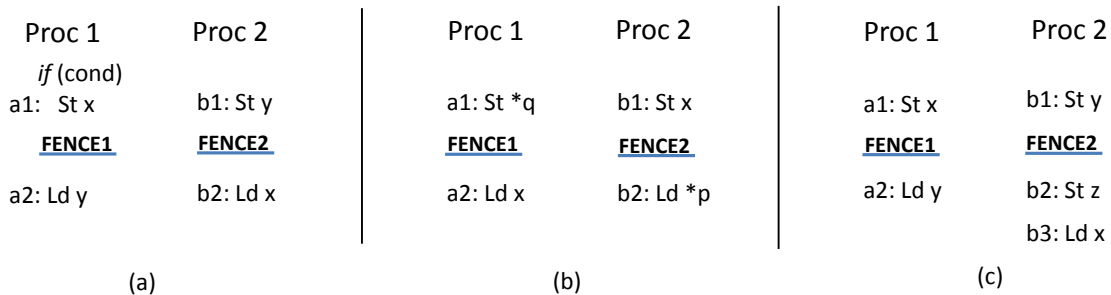 Proc 1 Proc 2
if (cond)
a1: St x b1: St y
FENCE1 FENCE2
a2: Ld y b2: Ld x
(a)
Proc 1 Proc 2
a1: St *q b1: St x
FENCE1 FENCE2
a2: Ld x b2: Ld *p
(b)
Proc 1 Proc 2
a1: St x b1: St y
FENCE1 FENCE2
a2: Ld y b2: St z
b3: Ld x
(c)